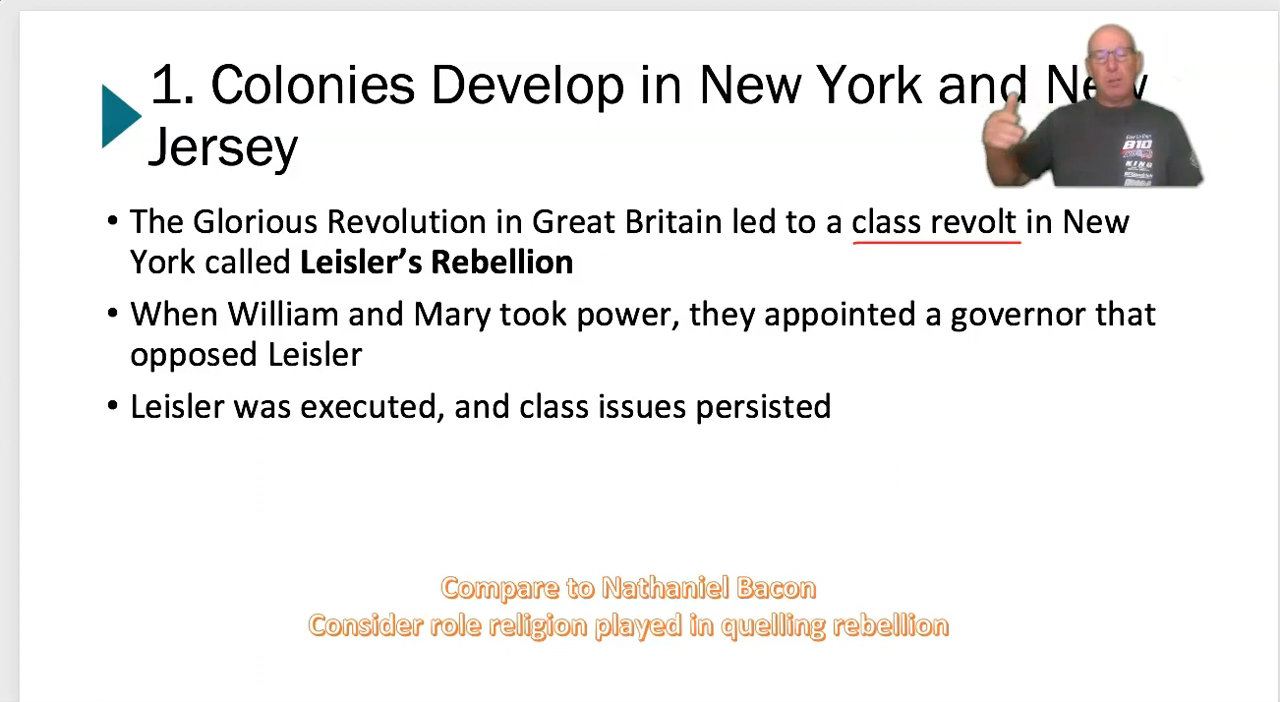 1. Colonies Develop in New York and New
Jersey
• The Glorious Revolution in Great Britain led to a class revolt in New
York called Leisler’s Rebellion
• When William and Mary took power, they appointed a governor that
opposed Leisler
• Leisler was executed, and class issues persisted
Compare to Nathaniel Bacon
Consider role religion played in quelling rebellion
810
KING